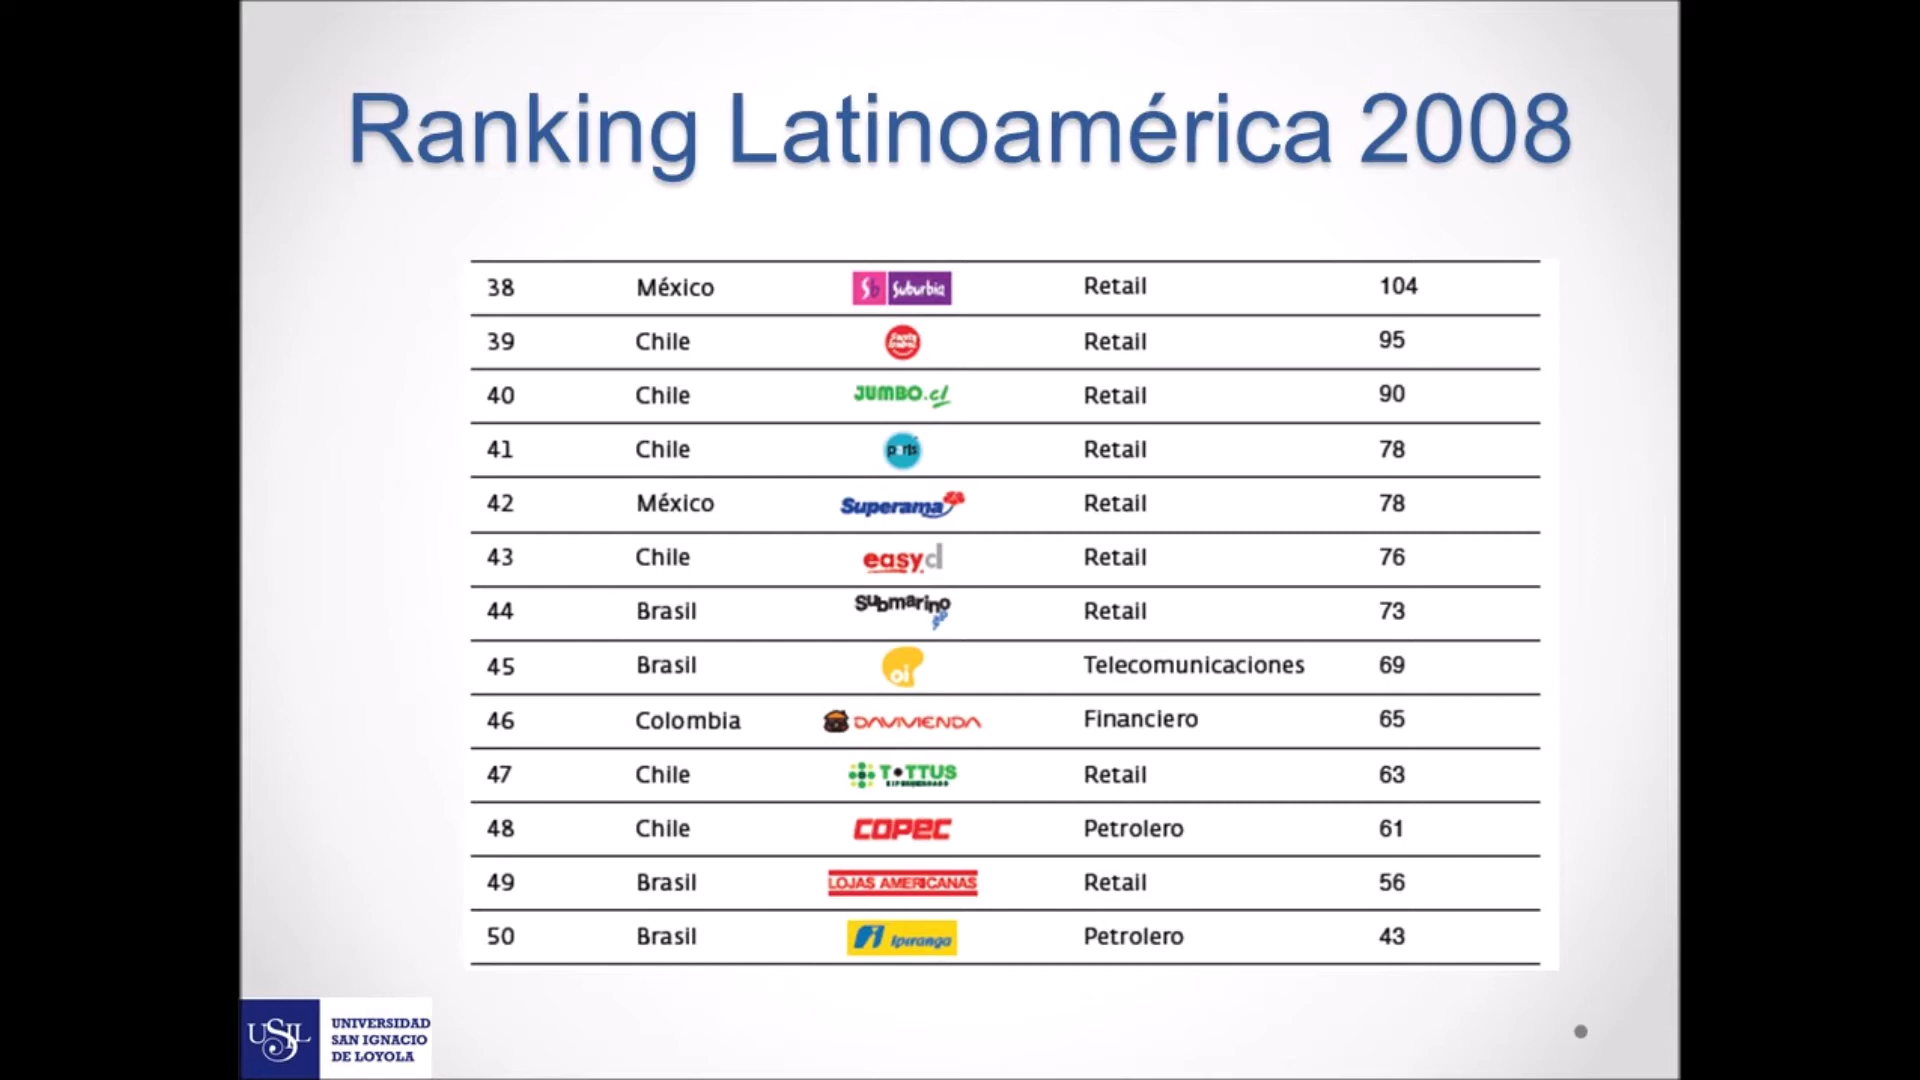 Ranking Latinoamérica 2008
38 México Sb Suburbia Retail 104
39 Chile Retail 95
40 Chile JUMBO.cl Retail 90
41 Chile paris Retail 78
42 México Superama Retail 78
43 Chile easy d Retail 76
44 Brasil submarino Retail 73
45 Brasil oi Telecomunicaciones 69
46 Colombia DAVIVIENDA Financiero 65
47 Chile TOTTUS Retail 63
48 Chile COPEC Petrolero 61
49 Brasil LOJAS AMERICANAS Retail 56
50 Brasil Ipiranga Petrolero 43
USIL UNIVERSIDAD
SAN IGNACIO
DE LOYOLA